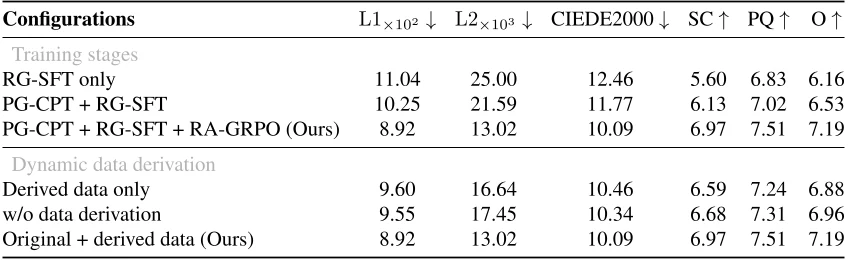 Configurations L1×10² ↓ L2×10³ ↓ CIEDE2000 ↓ SC ↑ PQ ↑ O ↑
Training stages
RG-SFT only 11.04 25.00 12.46 5.60 6.83 6.16
PG-CPT + RG-SFT 10.25 21.59 11.77 6.13 7.02 6.53
PG-CPT + RG-SFT + RA-GRPO (Ours) 8.92 13.02 10.09 6.97 7.51 7.19
Dynamic data derivation
Derived data only 9.60 16.64 10.46 6.59 7.24 6.88
w/o data derivation 9.55 17.45 10.34 6.68 7.31 6.96
Original + derived data (Ours) 8.92 13.02 10.09 6.97 7.51 7.19